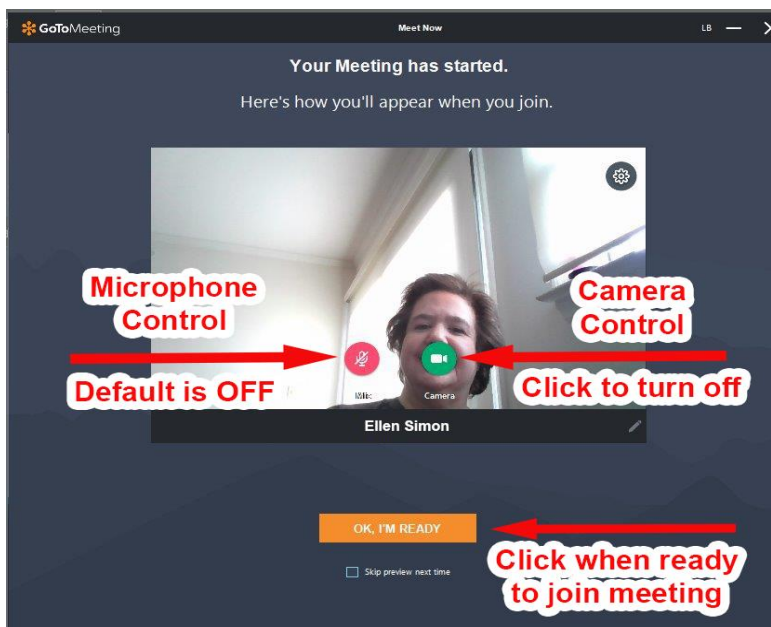 GoToMeeting
Meet Now
LB
Your Meeting has started.
Here's how you'll appear when you join.
Microphone
Control
Default is OFF
Camera
Control
Click to turn off
Camera
Ellen Simon
OK, I'M READY
Skip preview next time
Click when ready
to join meeting